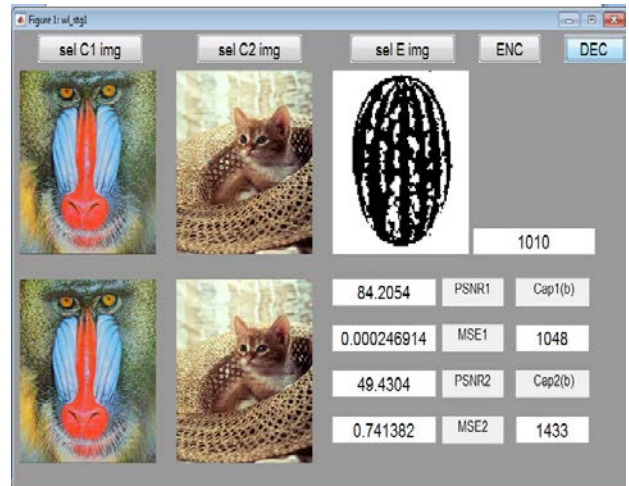 Figure 1: wl_stg1
sel C1 img sel C2 img sel E img ENC DEC
1010
84.2054 PSNR1 Cap1(b)
0.000246914 MSE1 1048
49.4304 PSNR2 Cap2(b)
0.741382 MSE2 1433